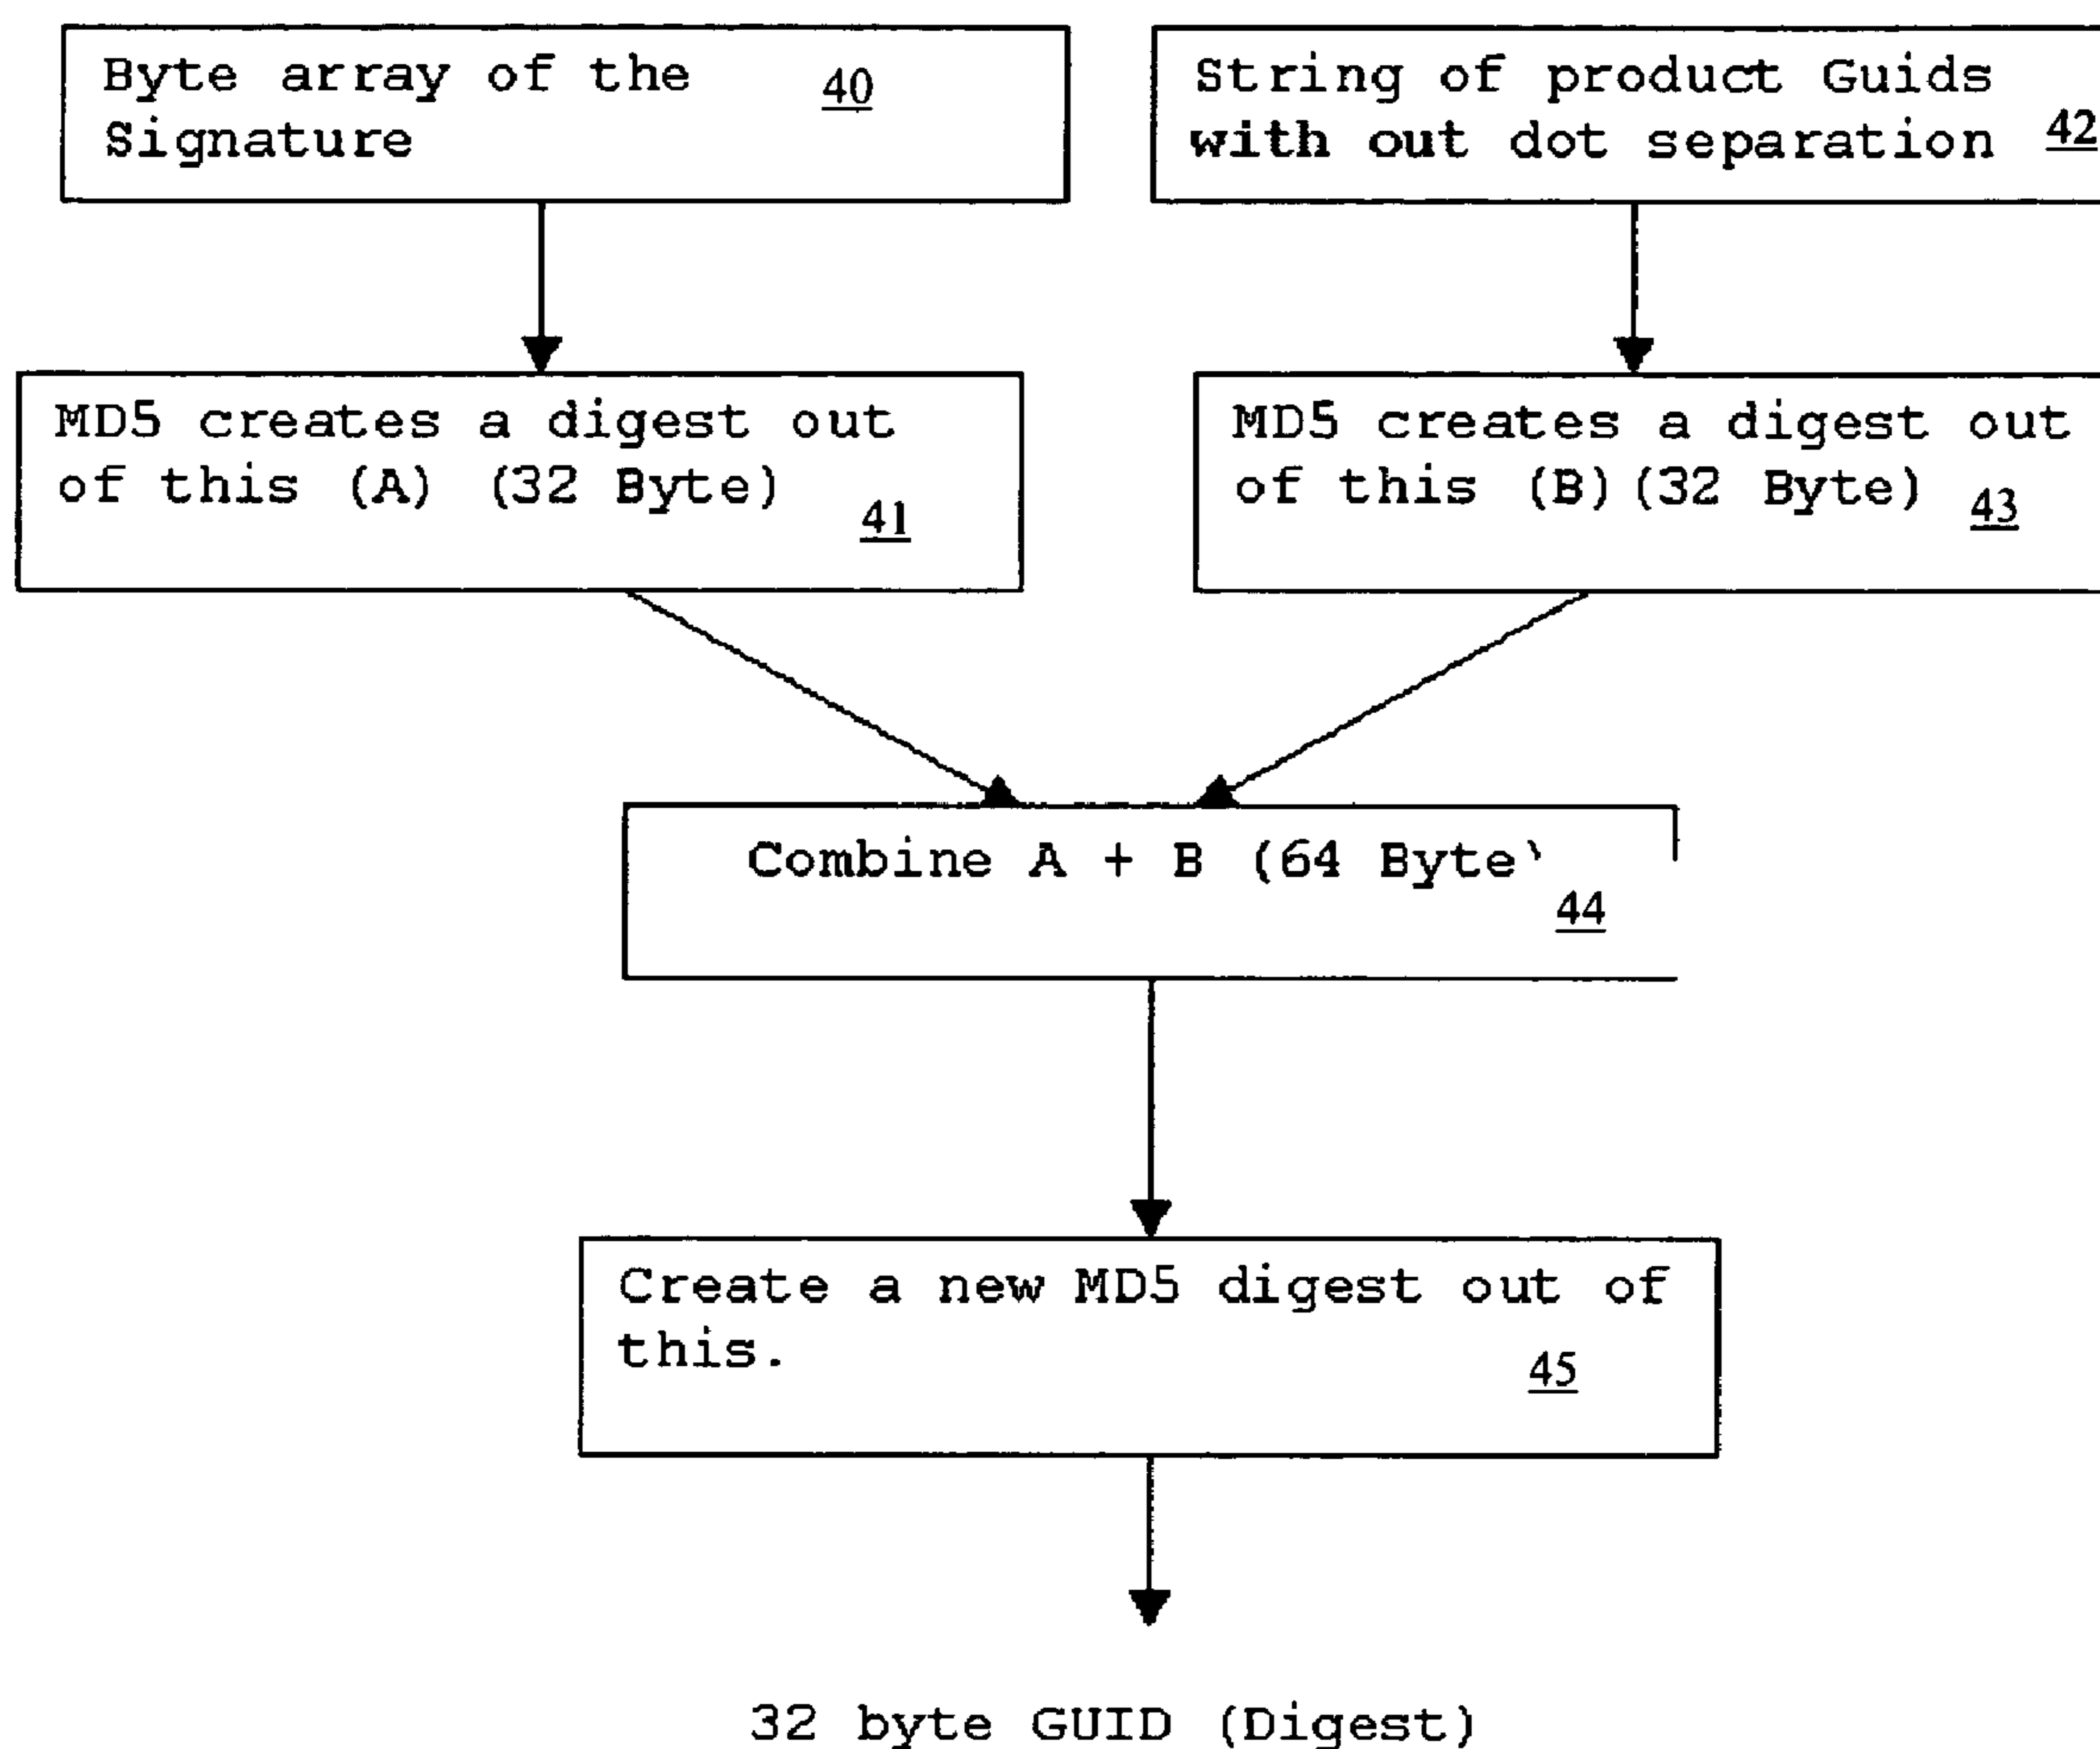 Byte array of the 40
Signature
String of product Guids
with out dot separation 42
MD5 creates a digest out
of this (A) (32 Byte)
41
MD5 creates a digest out
of this (B)(32 Byte) 43
Combine A + B (64 Byte)
44
Create a new MD5 digest out of
this.
45
32 byte GUID (Digest)